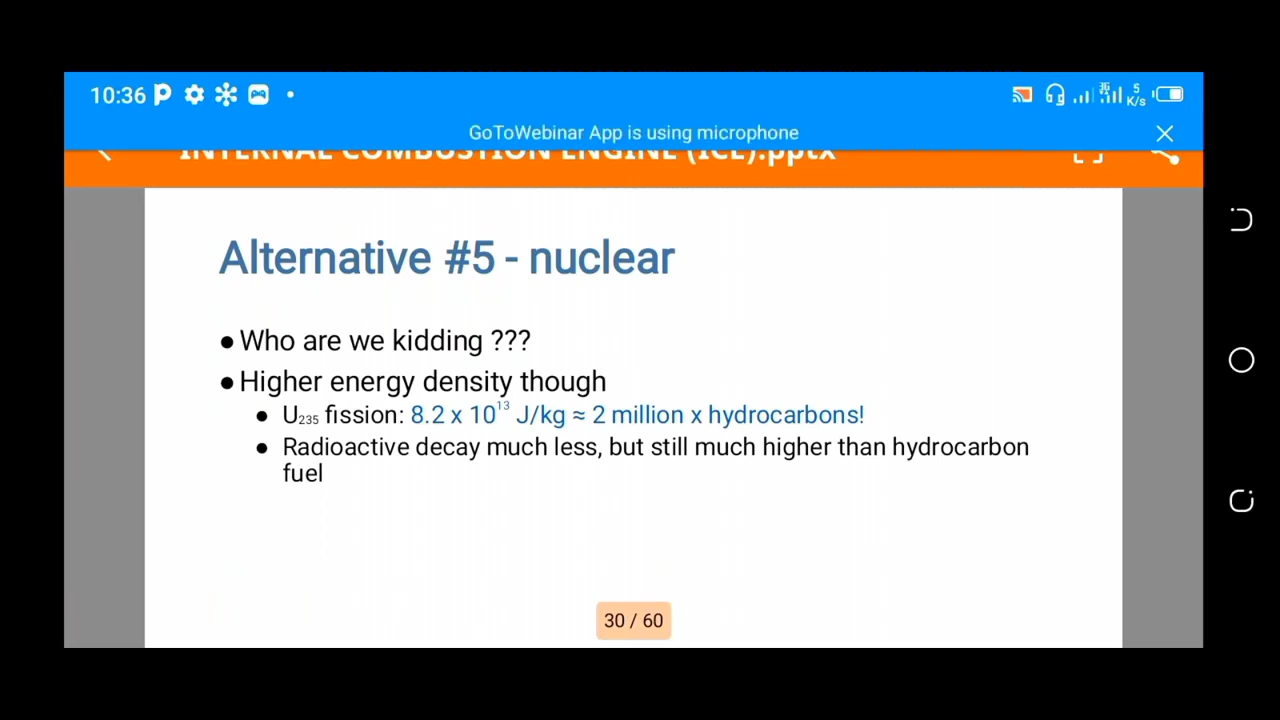 10:36
35
5
K/s
GoToWebinar App is using microphone
INTERNAL COMBUSTION ENGINE (ICE).pptx
Alternative #5 - nuclear
● Who are we kidding ???
● Higher energy density though
● U₂₃₅ fission: 8.2 x 10¹³ J/kg ≈ 2 million x hydrocarbons!
● Radioactive decay much less, but still much higher than hydrocarbon
fuel
30 / 60